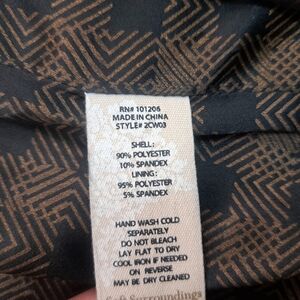 RN# 101206
MADE IN CHINA
STYLE# 2CW03
SHELL:
90% POLYESTER
10% SPANDEX
LINING:
95% POLYESTER
5% SPANDEX
HAND WASH COLD
SEPARATELY
DO NOT BLEACH
LAY FLAT TO DRY
COOL IRON IF NEEDED
ON REVERSE
MAY BE DRY CLEANED
Soft Surroundings